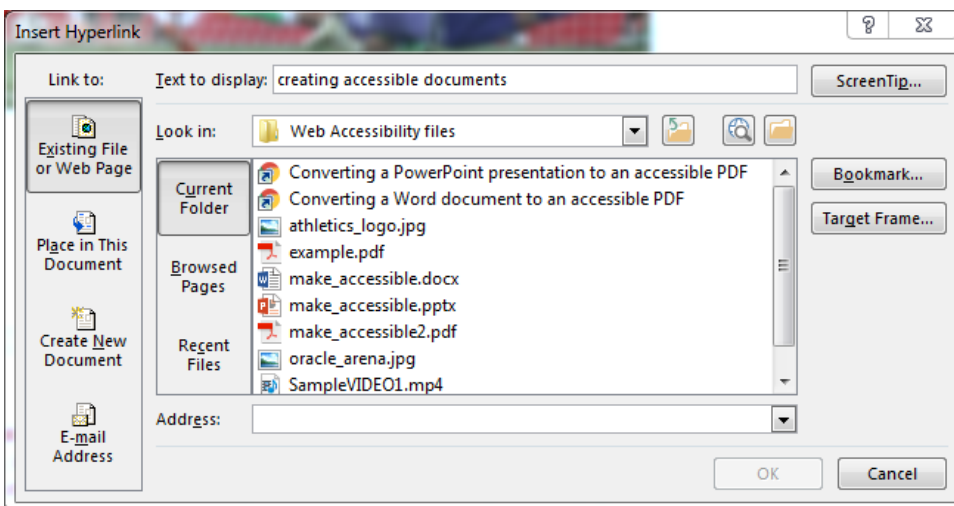 Insert Hyperlink
Link to:
Text to display: creating accessible documents
ScreenTip...
Existing File
or Web Page
Look in: Web Accessibility files
Place in This
Document
Create New
Document
E-mail
Address
Current
Folder
Browsed
Pages
Recent
Files
Converting a PowerPoint presentation to an accessible PDF
Converting a Word document to an accessible PDF
athletics_logo.jpg
example.pdf
make_accessible.docx
make_accessible.pptx
make_accessible2.pdf
oracle_arena.jpg
SampleVIDEO1.mp4
Bookmark...
Target Frame...
Address:
OK
Cancel